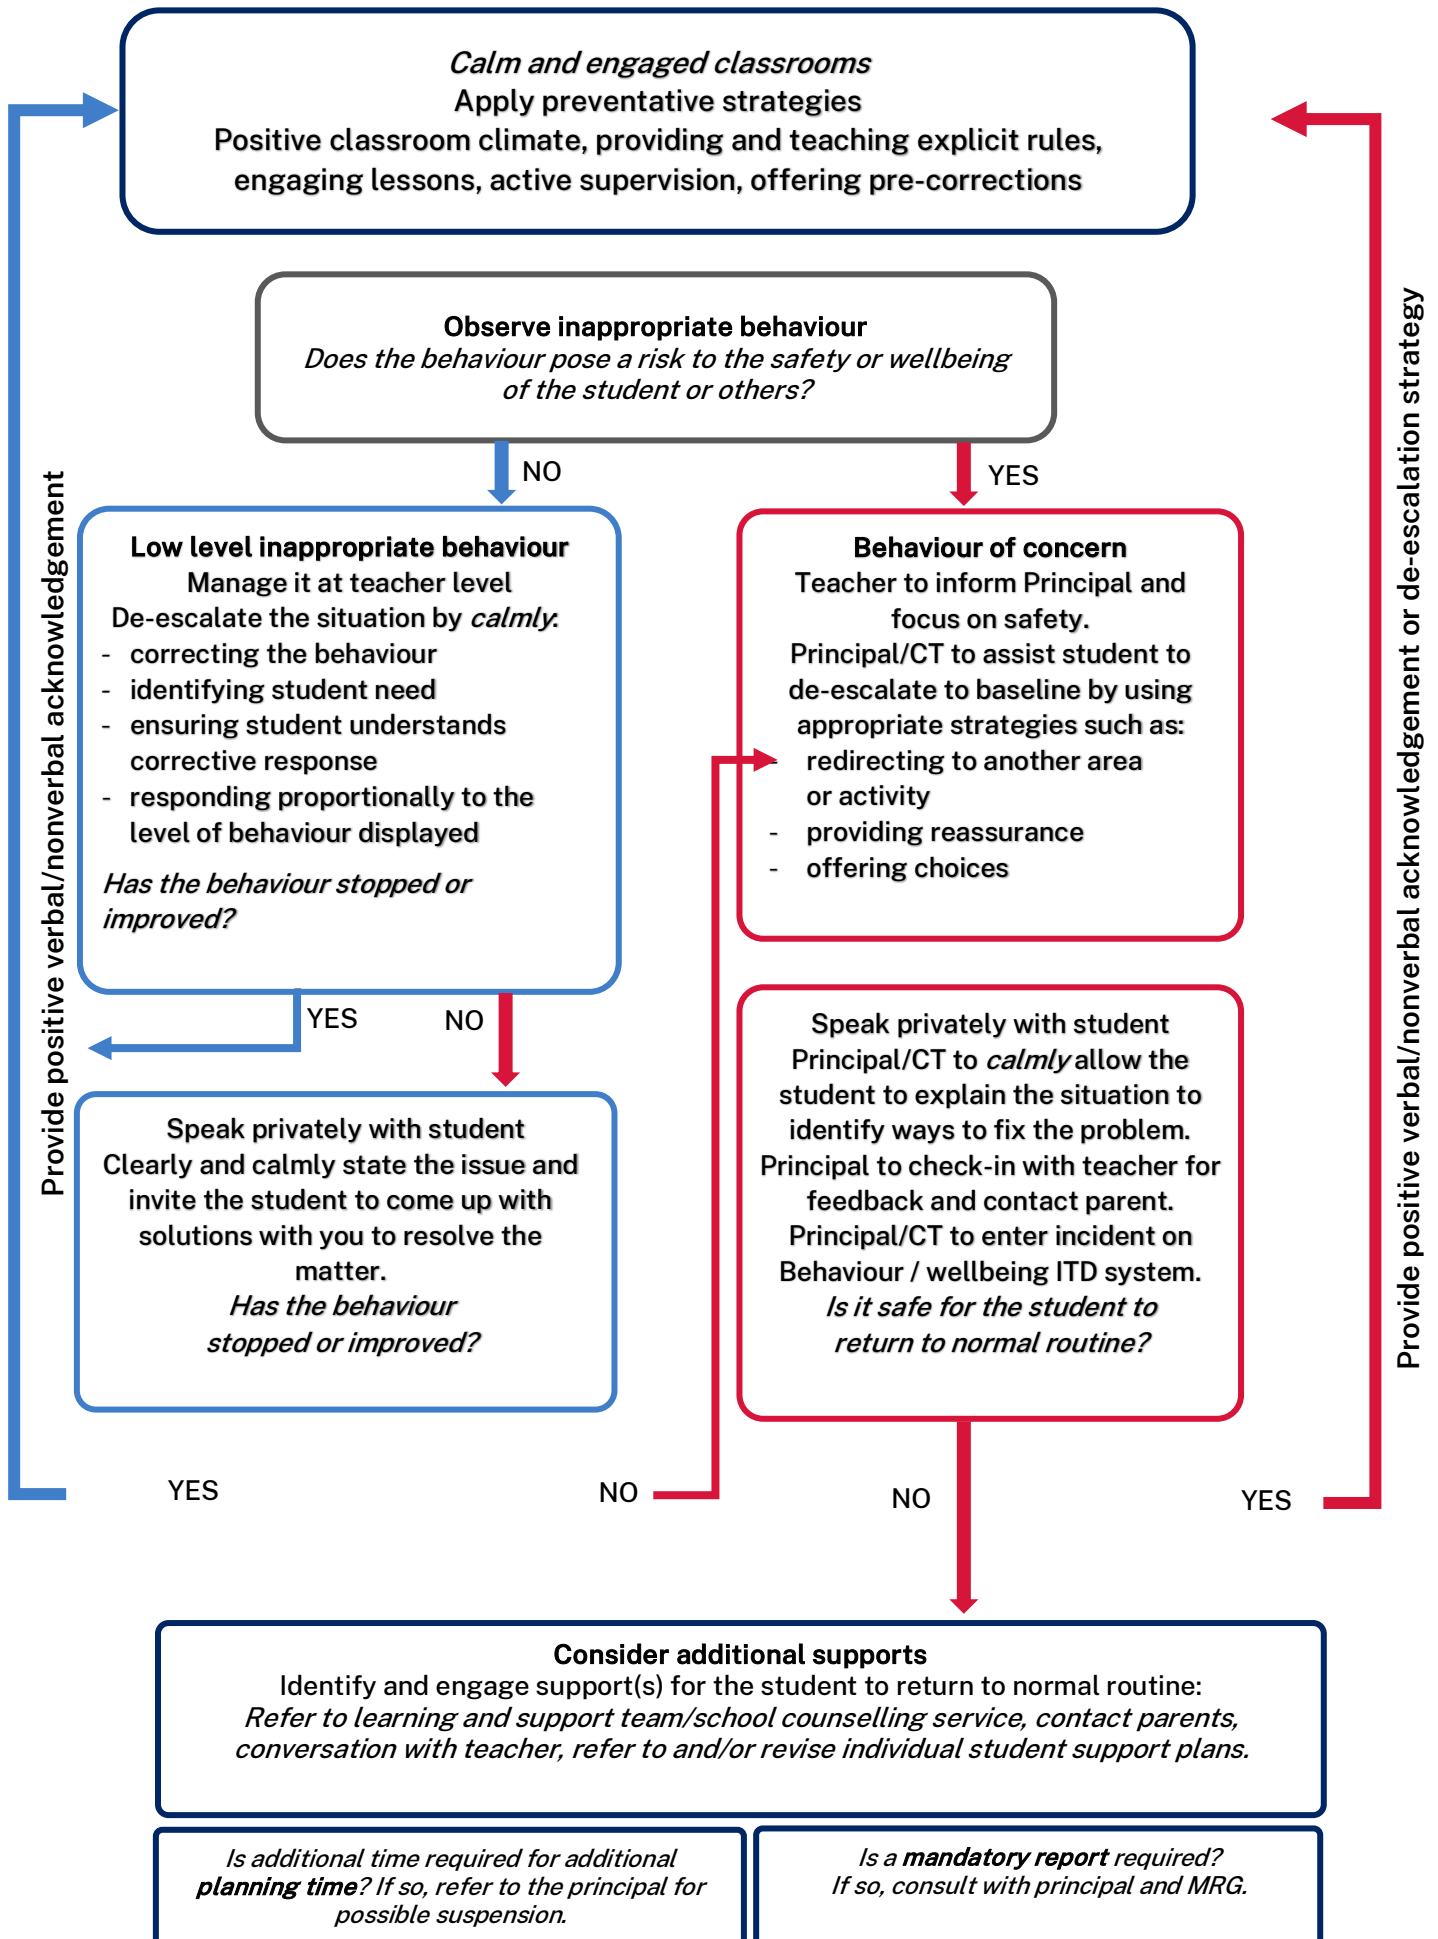 Calm and engaged classrooms
Apply preventative strategies
Positive classroom climate, providing and teaching explicit rules,
engaging lessons, active supervision, offering pre-corrections
Observe inappropriate behaviour
Does the behaviour pose a risk to the safety or wellbeing
of the student or others?
NO
YES
Low level inappropriate behaviour
Manage it at teacher level
De-escalate the situation by calmly:
- correcting the behaviour
- identifying student need
- ensuring student understands
corrective response
- responding proportionally to the
level of behaviour displayed
Has the behaviour stopped or
improved?
Behaviour of concern
Teacher to inform Principal and
focus on safety.
Principal/CT to assist student to
de-escalate to baseline by using
appropriate strategies such as:
- redirecting to another area
or activity
- providing reassurance
- offering choices
YES
NO
Speak privately with student
Clearly and calmly state the issue and
invite the student to come up with
solutions with you to resolve the
matter.
Has the behaviour
stopped or improved?
Speak privately with student
Principal/CT to calmly allow the
student to explain the situation to
identify ways to fix the problem.
Principal to check-in with teacher for
feedback and contact parent.
Principal/CT to enter incident on
Behaviour / wellbeing ITD system.
Is it safe for the student to
return to normal routine?
YES
NO
NO
YES
Provide positive verbal/nonverbal acknowledgement
Provide positive verbal/nonverbal acknowledgement or de-escalation strategy
Consider additional supports
Identify and engage support(s) for the student to return to normal routine:
Refer to learning and support team/school counselling service, contact parents,
conversation with teacher, refer to and/or revise individual student support plans.
Is additional time required for additional
planning time? If so, refer to the principal for
possible suspension.
Is a mandatory report required?
If so, consult with principal and MRG.